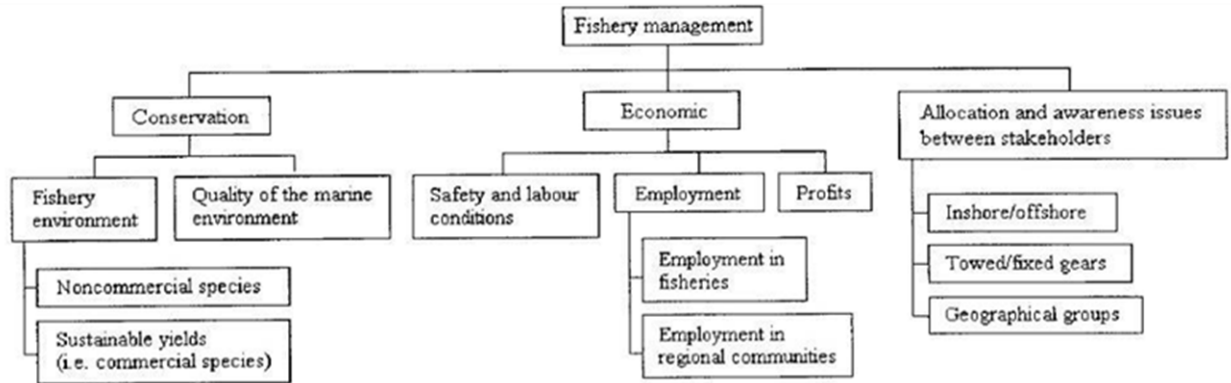 Fishery management
Conservation
Economic
Allocation and awareness issues
between stakeholders
Fishery
environment
Quality of the marine
environment
Safety and labour
conditions
Employment
Profits
Inshore/offshore
Towed/fixed gears
Geographical groups
Noncommercial species
Sustainable yields
(i.e. commercial species)
Employment in
fisheries
Employment in
regional communities